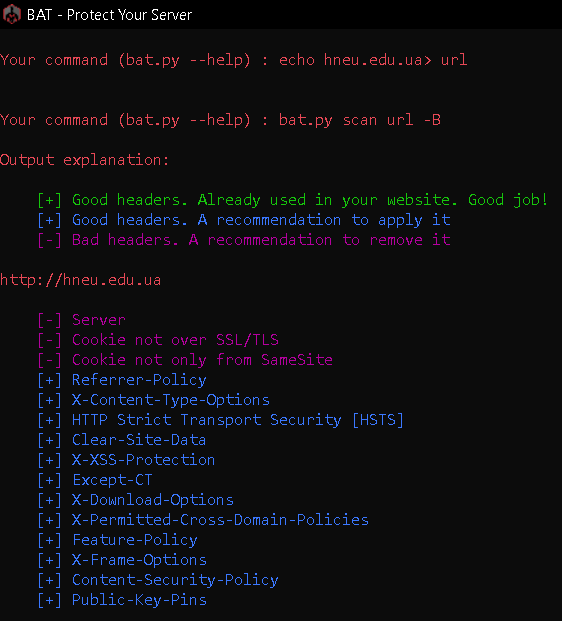 BAT - Protect Your Server
Your command (bat.py --help) : echo hneu.edu.ua> url
Your command (bat.py --help) : bat.py scan url -B
Output explanation:
[+] Good headers. Already used in your website. Good job!
[+] Good headers. A recommendation to apply it
[-] Bad headers. A recommendation to remove it
http://hneu.edu.ua
[-] Server
[-] Cookie not over SSL/TLS
[-] Cookie not only from SameSite
[+] Referrer-Policy
[+] X-Content-Type-Options
[+] HTTP Strict Transport Security [HSTS]
[+] Clear-Site-Data
[+] X-XSS-Protection
[+] Except-CT
[+] X-Download-Options
[+] X-Permitted-Cross-Domain-Policies
[+] Feature-Policy
[+] X-Frame-Options
[+] Content-Security-Policy
[+] Public-Key-Pins